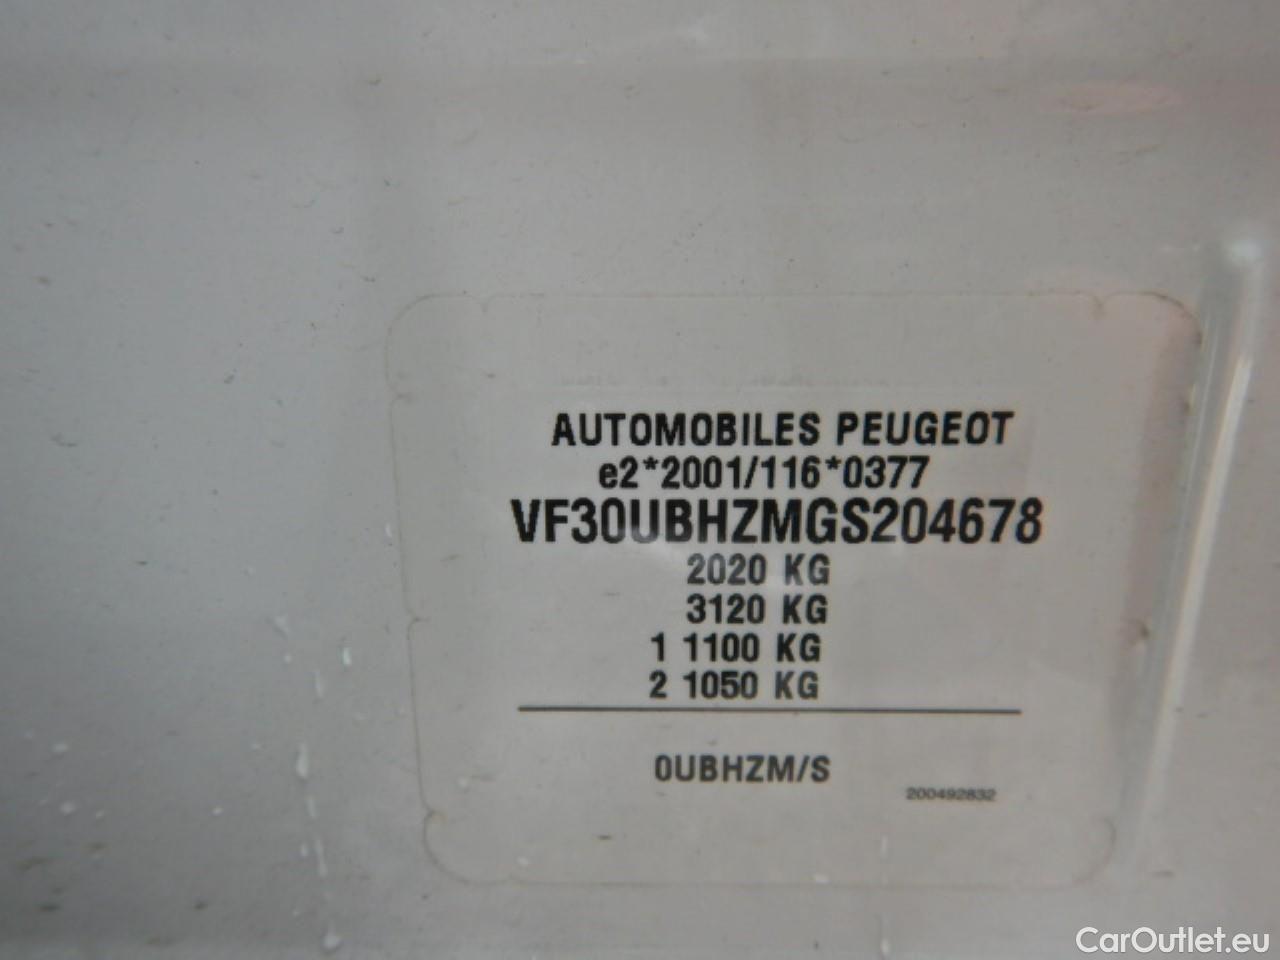 AUTOMOBILES PEUGEOT
e2*2001/116*0377
VF30UBHZMGS204678
2020 KG
3120 KG
1 1100 KG
2 1050 KG
0UBHZM/S
200492832
CarOutlet.eu